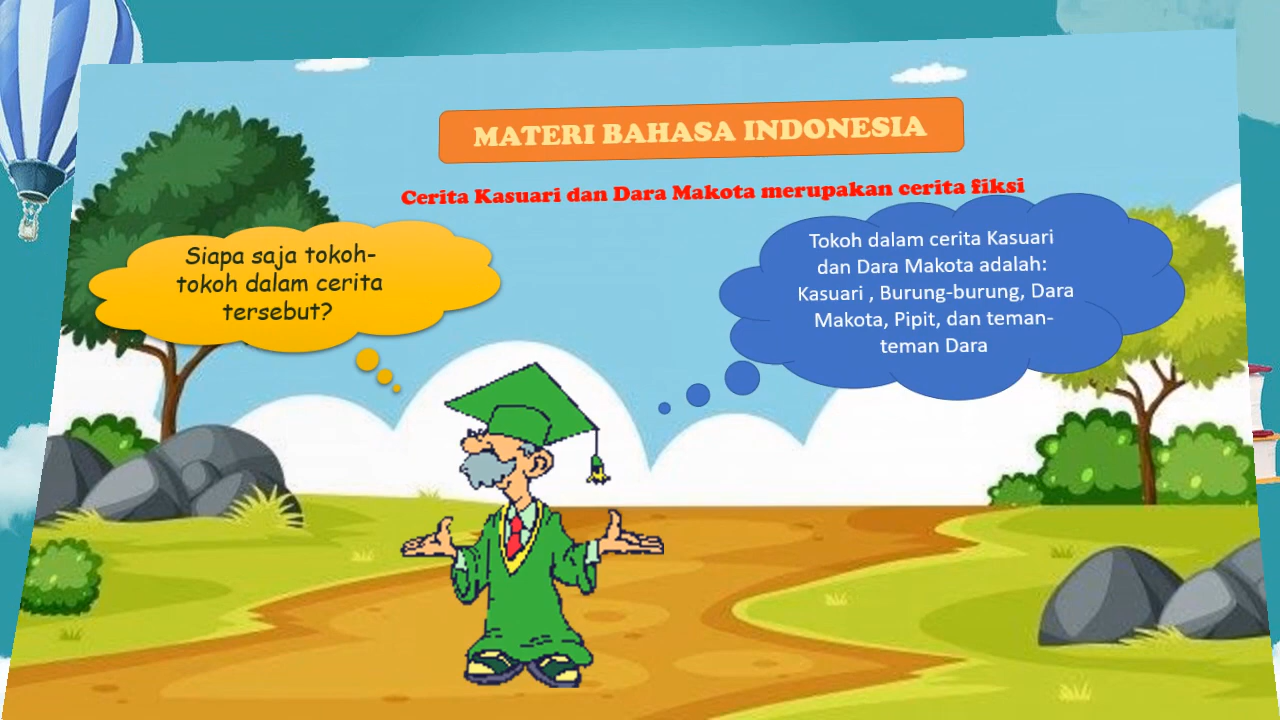 MATERI BAHASA INDONESIA
Cerita Kasuari dan Dara Makota merupakan cerita fiksi
Siapa saja tokoh-
tokoh dalam cerita
tersebut?
Tokoh dalam cerita Kasuari
dan Dara Makota adalah:
Kasuari , Burung-burung, Dara
Makota, Pipit, dan teman-
teman Dara